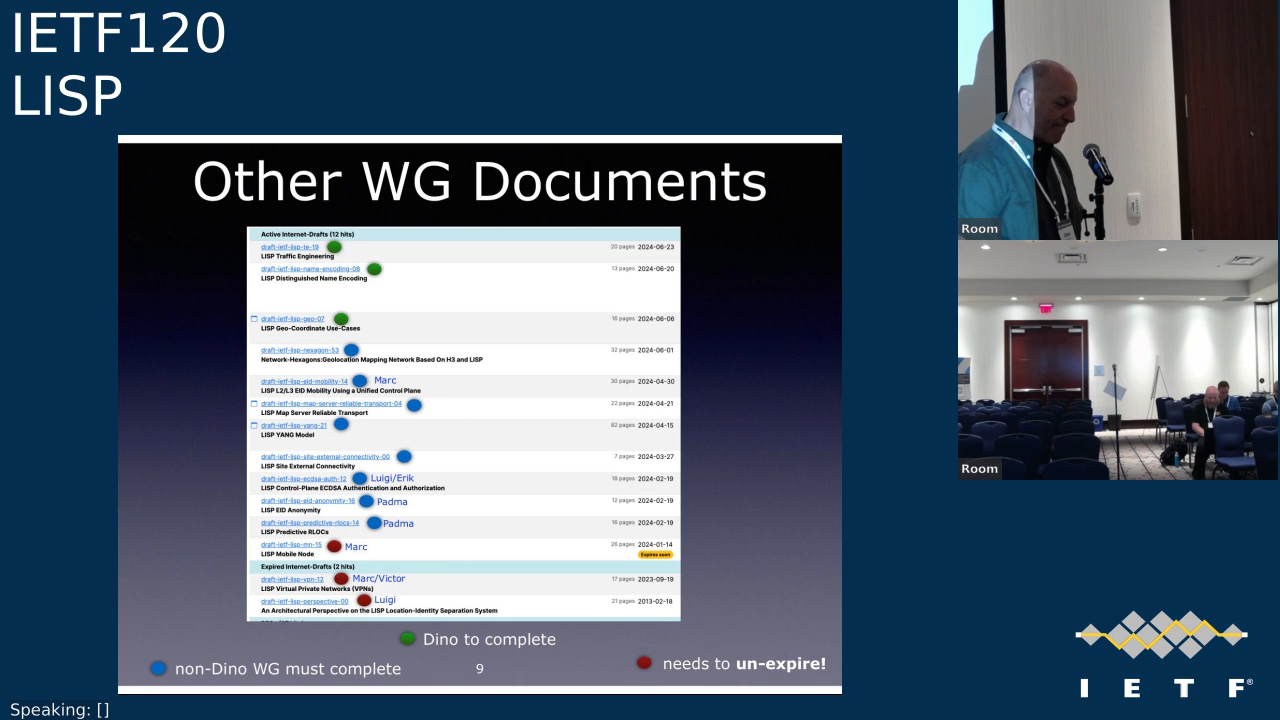 IETF120
LISP
Other WG Documents
Active Internet-Drafts (12 hits)
draft-ietf-lisp-te-19 20 pages 2024-06-23
LISP Traffic Engineering
draft-ietf-lisp-name-encoding-08 13 pages 2024-06-20
LISP Distinguished Name Encoding
draft-ietf-lisp-geo-07 16 pages 2024-06-06
LISP Geo-Coordinate Use-Cases
draft-ietf-lisp-nexagon-53 32 pages 2024-06-01
Network-Hexagons:Geolocation Mapping Network Based On H3 and LISP
draft-ietf-lisp-eid-mobility-14 Marc 30 pages 2024-04-30
LISP L2/L3 EID Mobility Using a Unified Control Plane
draft-ietf-lisp-map-server-reliable-transport-04 22 pages 2024-04-21
LISP Map Server Reliable Transport
draft-ietf-lisp-yang-21 82 pages 2024-04-15
LISP YANG Model
draft-ietf-lisp-site-external-connectivity-00 7 pages 2024-03-27
LISP Site External Connectivity
draft-ietf-lisp-ecdsa-auth-12 Luigi/Erik 18 pages 2024-02-19
LISP Control-Plane ECDSA Authentication and Authorization
draft-ietf-lisp-eid-anonymity-16 Padma 12 pages 2024-02-19
LISP EID Anonymity
draft-ietf-lisp-predictive-rlocs-14 Padma 16 pages 2024-02-19
LISP Predictive RLOCs
draft-ietf-lisp-mn-15 Marc 26 pages 2024-01-14
LISP Mobile Node Expires soon
Expired Internet-Drafts (2 hits)
draft-ietf-lisp-vpn-12 Marc/Victor 17 pages 2023-09-19
LISP Virtual Private Networks (VPNs)
draft-ietf-lisp-perspective-00 Luigi 21 pages 2013-02-18
An Architectural Perspective on the LISP Location-Identity Separation System
Dino to complete
non-Dino WG must complete
9
needs to un-expire!
Room
Room
I E T F®
Speaking: []